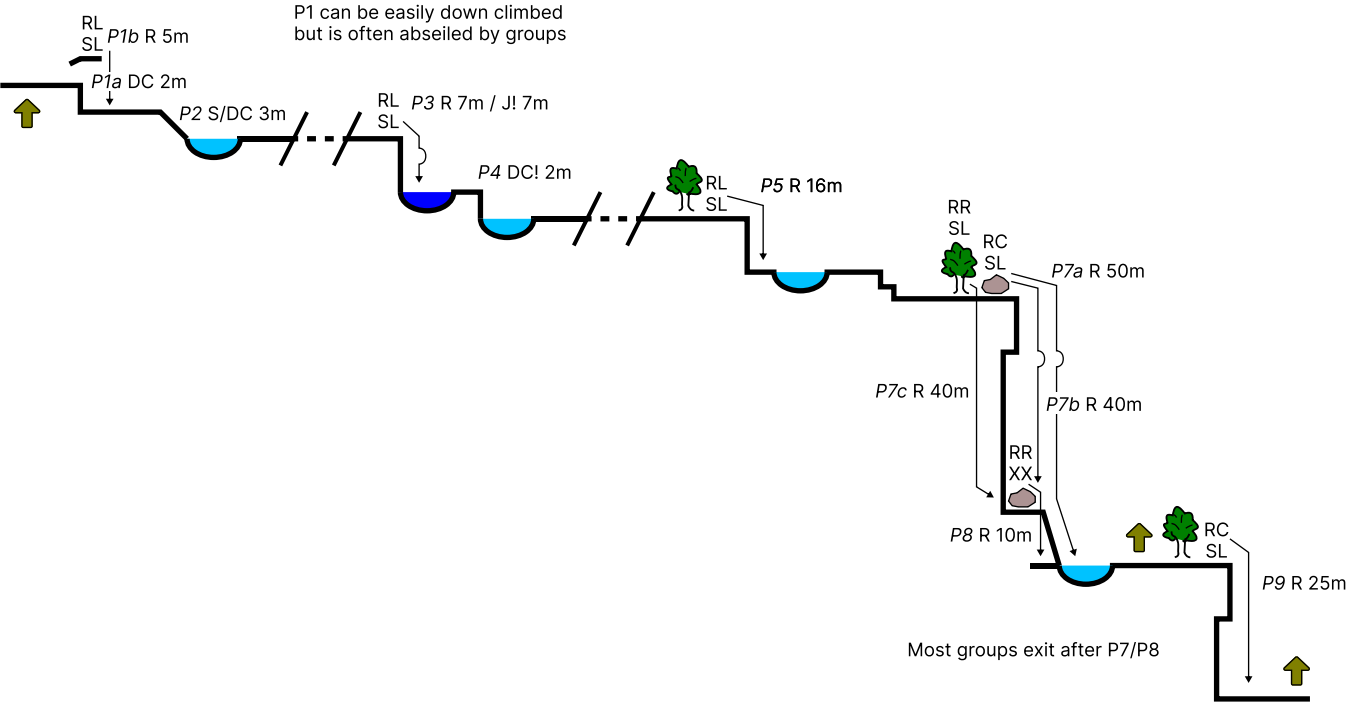 P1 can be easily down climbed
but is often abseiled by groups
RL
SL
P1b R 5m
P1a DC 2m
P2 S/DC 3m
RL
SL
P3 R 7m / J! 7m
P4 DC! 2m
RL
SL
P5 R 16m
RR
SL
RC
SL
P7a R 50m
P7c R 40m
P7b R 40m
RR
XX
P8 R 10m
RC
SL
P9 R 25m
Most groups exit after P7/P8